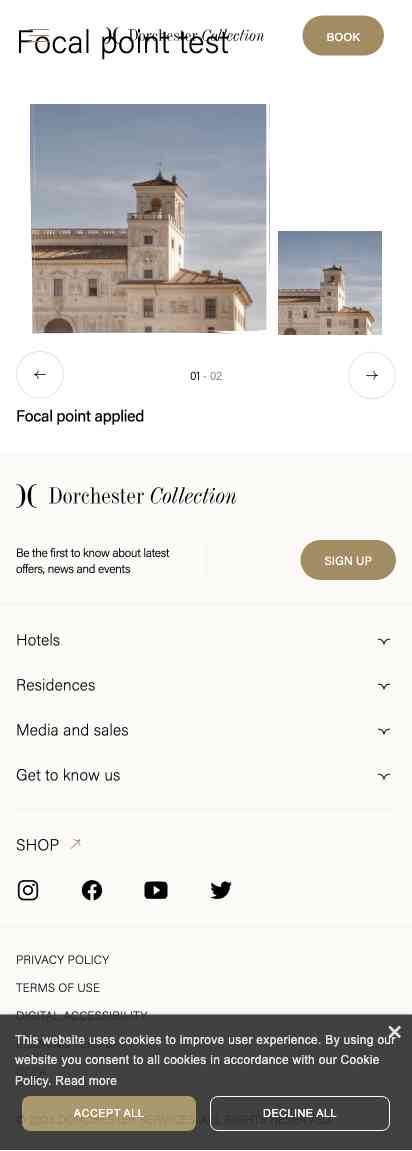 Focal point test
Dorchester Collection
BOOK
01 - 02
Focal point applied
Dorchester Collection
Be the first to know about latest
offers, news and events
SIGN UP
Hotels
Residences
Media and sales
Get to know us
SHOP
PRIVACY POLICY
TERMS OF USE
DIGITAL ACCESSIBILITY
This website uses cookies to improve user experience. By using our
website you consent to all cookies in accordance with our Cookie
Policy. Read more
ACCEPT ALL
DECLINE ALL